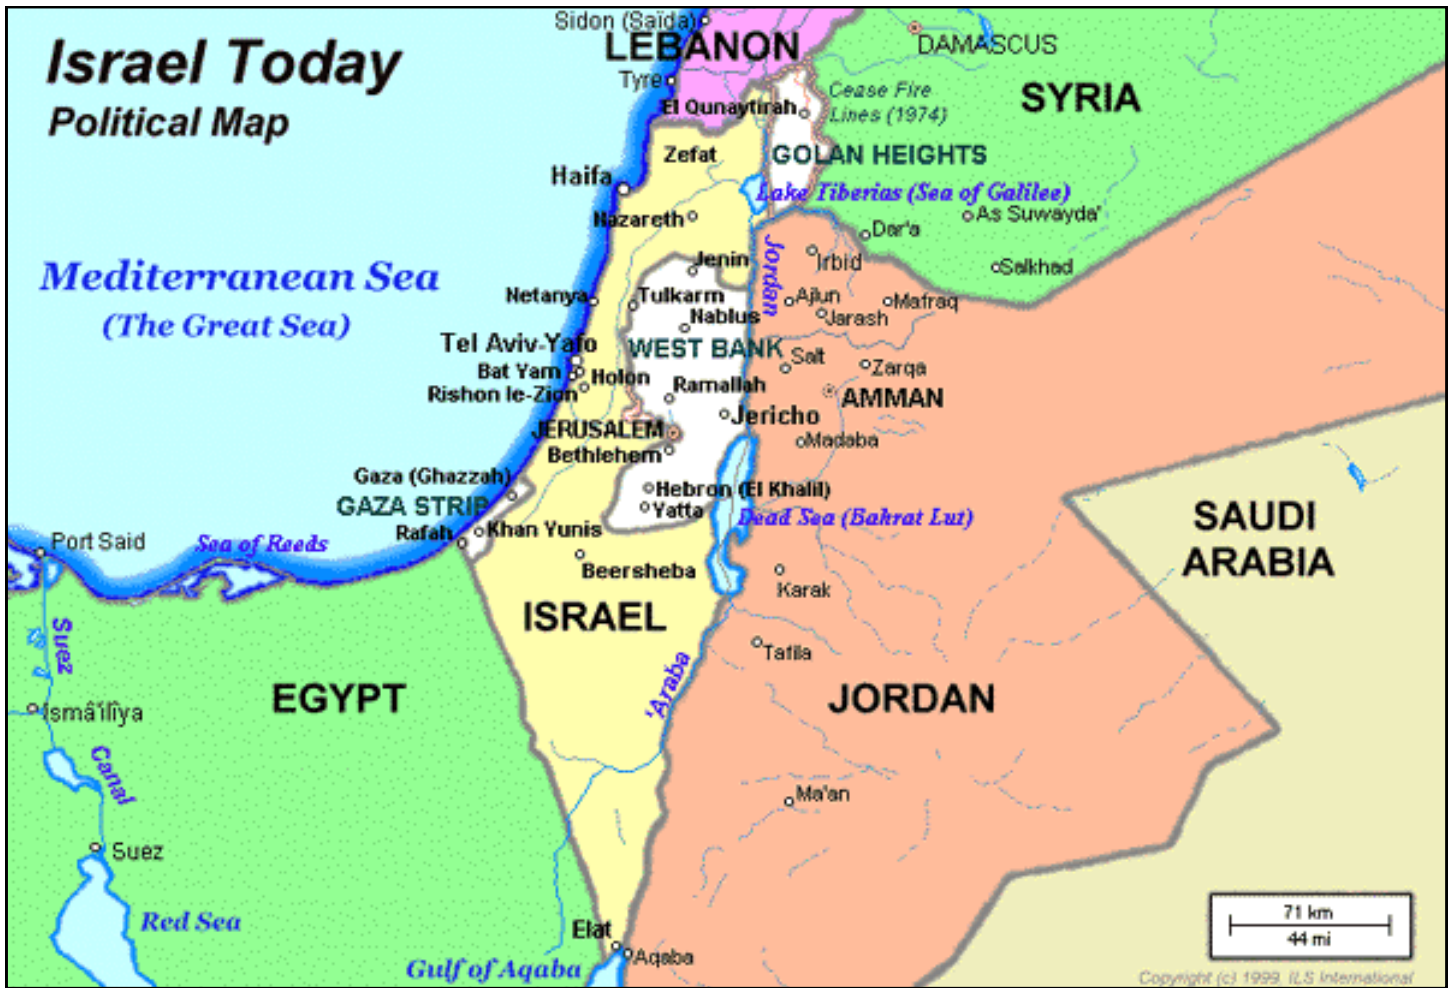 Israel Today
Political Map
Sidon (Saïda)
LEBANON
DAMASCUS
Tyre
SYRIA
El Qunaytirah
Cease Fire
Lines (1974)
Zefat
GOLAN HEIGHTS
Haifa
Lake Tiberias (Sea of Galilee)
Nazareth
As Suwayda'
Dar'a
Jordan
Jenin
Irbid
Salkhad
Mediterranean Sea
(The Great Sea)
Netanya
Tulkarm
Ajlun
Mafraq
Nablus
Jarash
Tel Aviv-Yafo
WEST BANK
Salt
Bat Yam
Holon
Zarqa
Rishon le-Zion
Ramallah
AMMAN
Jericho
JERUSALEM
Madaba
Bethlehem
Gaza (Ghazzah)
Hebron (El Khalil)
GAZA STRIP
Yatta
Dead Sea (Bahrat Lut)
SAUDI
ARABIA
Rafah
Khan Yunis
Port Said
Sea of Reeds
Beersheba
Karak
ISRAEL
Suez
Tafila
'Araba
EGYPT
JORDAN
Ismâ'ilîya
Canal
Ma'an
Suez
Red Sea
Elat
Aqaba
Gulf of Aqaba
71 km
44 mi
Copyright (c) 1999, ILS International